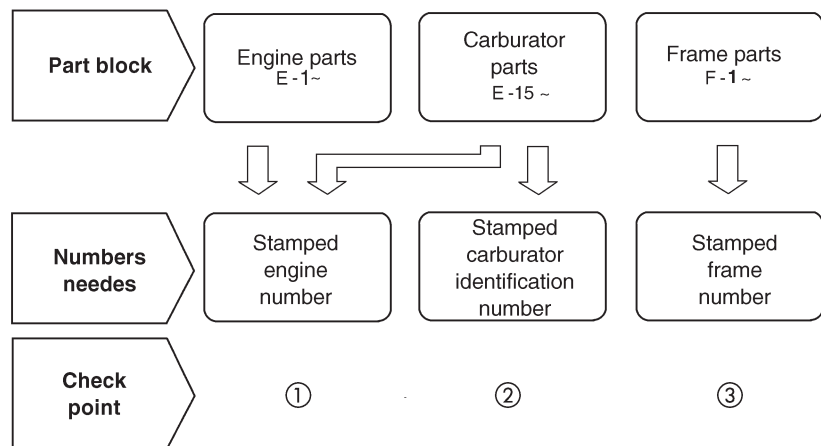 Part block
Engine parts
E -1~
Carburator
parts
E -15 ~
Frame parts
F -1 ~
Numbers
needes
Stamped
engine
number
Stamped
carburator
identification
number
Stamped
frame
number
Check
point
①
②
③